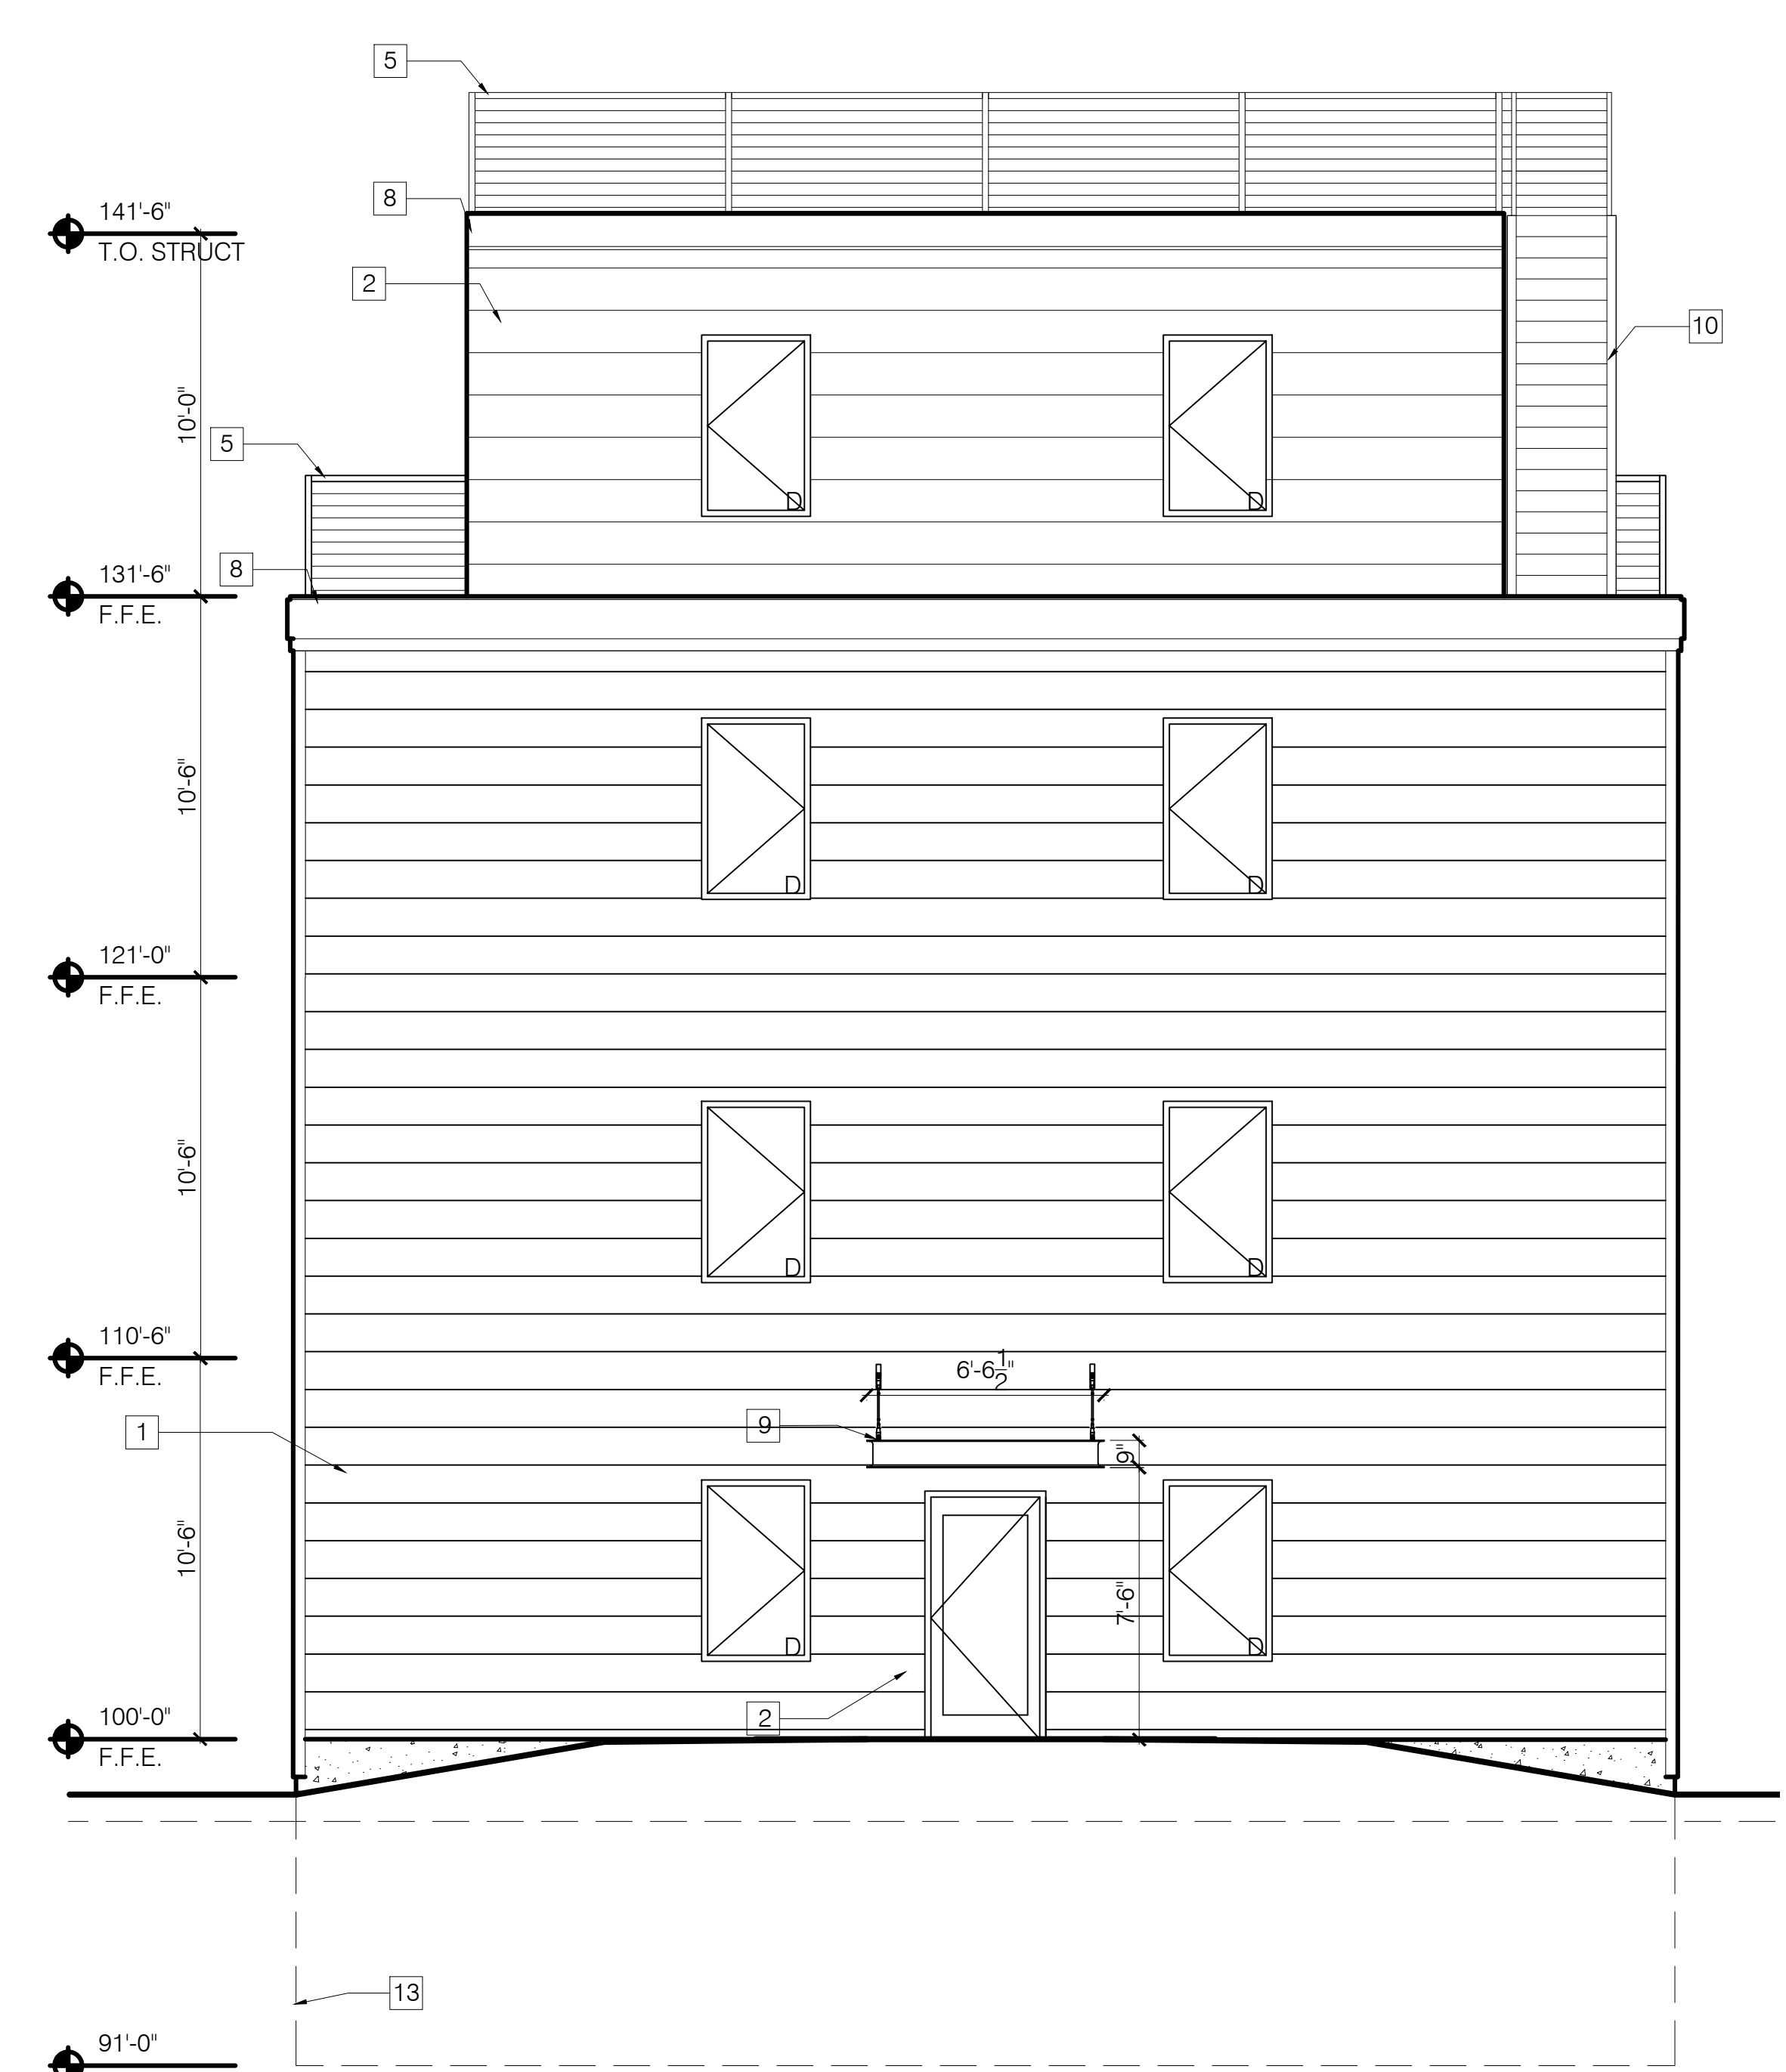 5
8
141'-6"
T.O. STRUCT
2
10
10'-0"
5
8
131'-6"
F.F.E.
D
D
10'-6"
D
D
121'-0"
F.F.E.
10'-6"
D
D
110'-6"
F.F.E.
6'-6 1/2"
9
1
9"
10'-6"
7'-6"
D
D
2
100'-0"
F.F.E.
13
91'-0"